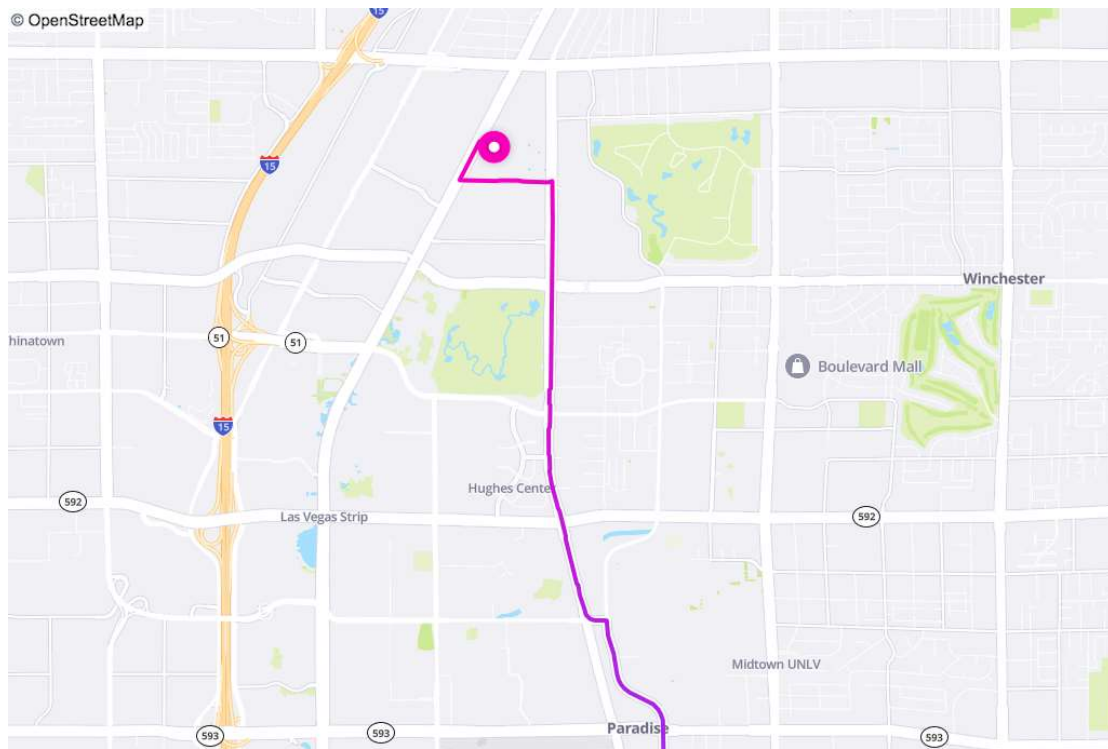 © OpenStreetMap
15
15
Winchester
51
51
hinatown
Boulevard Mall
15
Hughes Center
592
Las Vegas Strip
592
Midtown UNLV
Paradise
593
593
593